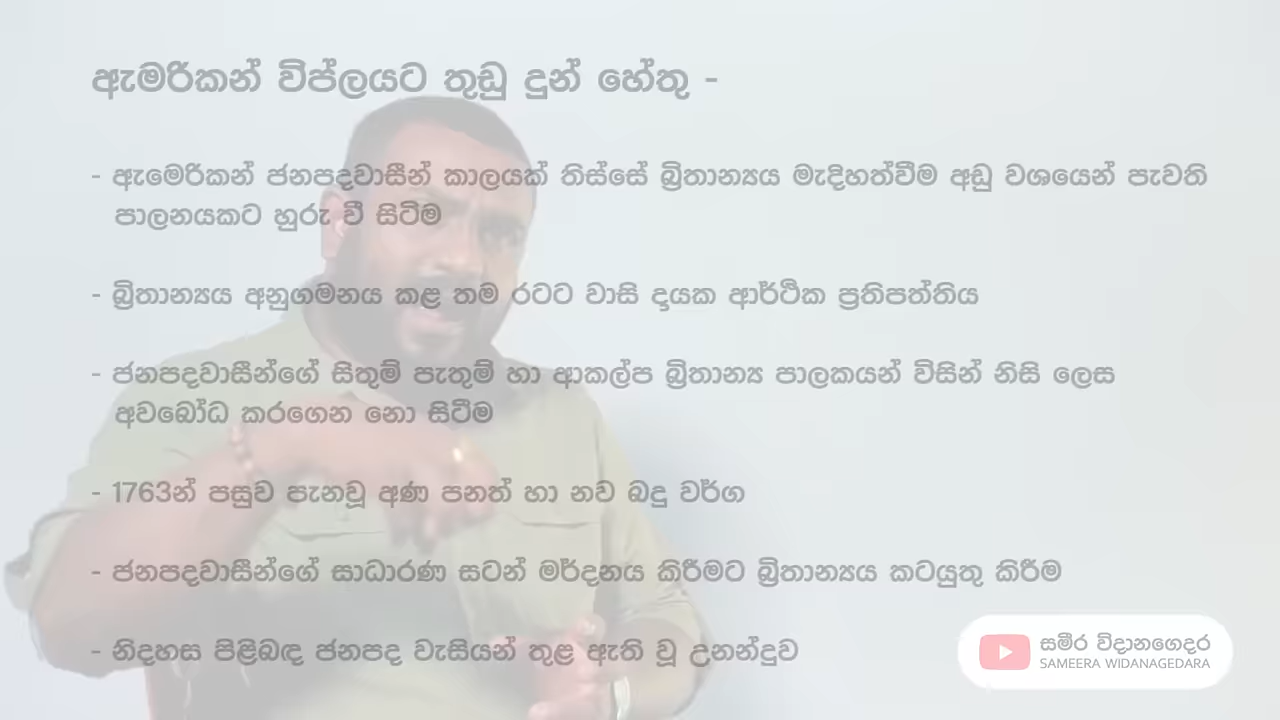 ඇමරිකන් විප්ලයට තුඩු දුන් හේතු -
- ඇමෙරිකන් ජනපදවාසීන් කාලයක් තිස්සේ බ්‍රිතාන්‍යය මැදිහත්වීම අඩු වශයෙන් පැවති
පාලනයකට හුරු වී සිටිම
- බ්‍රිතාන්‍යය අනුගමනය කළ තම රටට වාසි දායක ආර්ථික ප්‍රතිපත්තිය
- ජනපදවාසීන්ගේ සිතුම් පැතුම් හා ආකල්ප බ්‍රිතාන්‍ය පාලකයන් විසින් නිසි ලෙස
අවබෝධ කරගෙන නො සිටීම
- 1763න් පසුව පැනවූ අණ පනත් හා නව බදු වර්ග
- ජනපදවාසීන්ගේ සාධාරණ සටන් මර්දනය කිරීමට බ්‍රිතාන්‍යය කටයුතු කිරීම
- නිදහස පිළිබඳ ජනපද වැසියන් තුළ ඇති වූ උනන්දුව
සමීර විදානගෙදර
SAMEERA WIDANAGEDARA